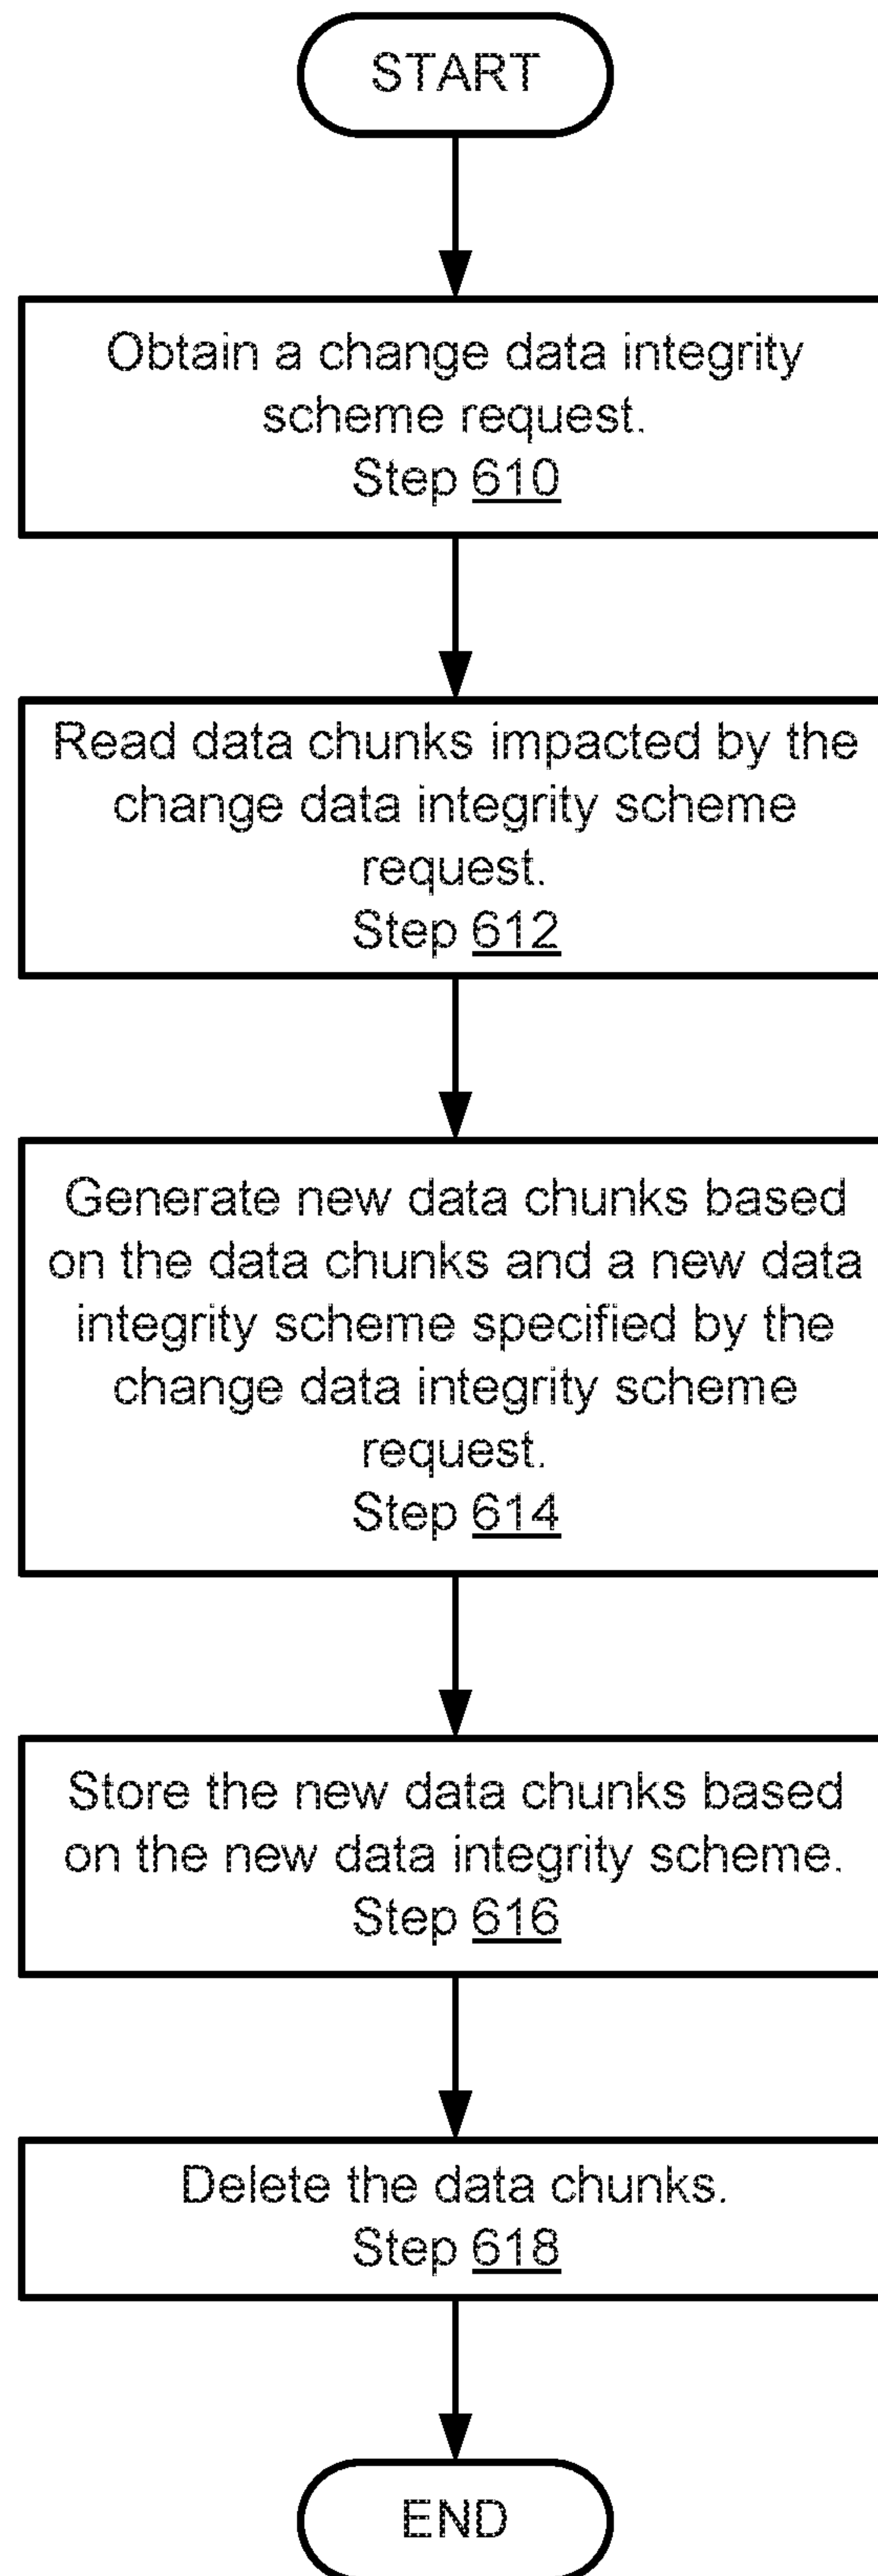 START
Obtain a change data integrity
scheme request.
Step 610
Read data chunks impacted by the
change data integrity scheme
request.
Step 612
Generate new data chunks based
on the data chunks and a new data
integrity scheme specified by the
change data integrity scheme
request.
Step 614
Store the new data chunks based
on the new data integrity scheme.
Step 616
Delete the data chunks.
Step 618
END